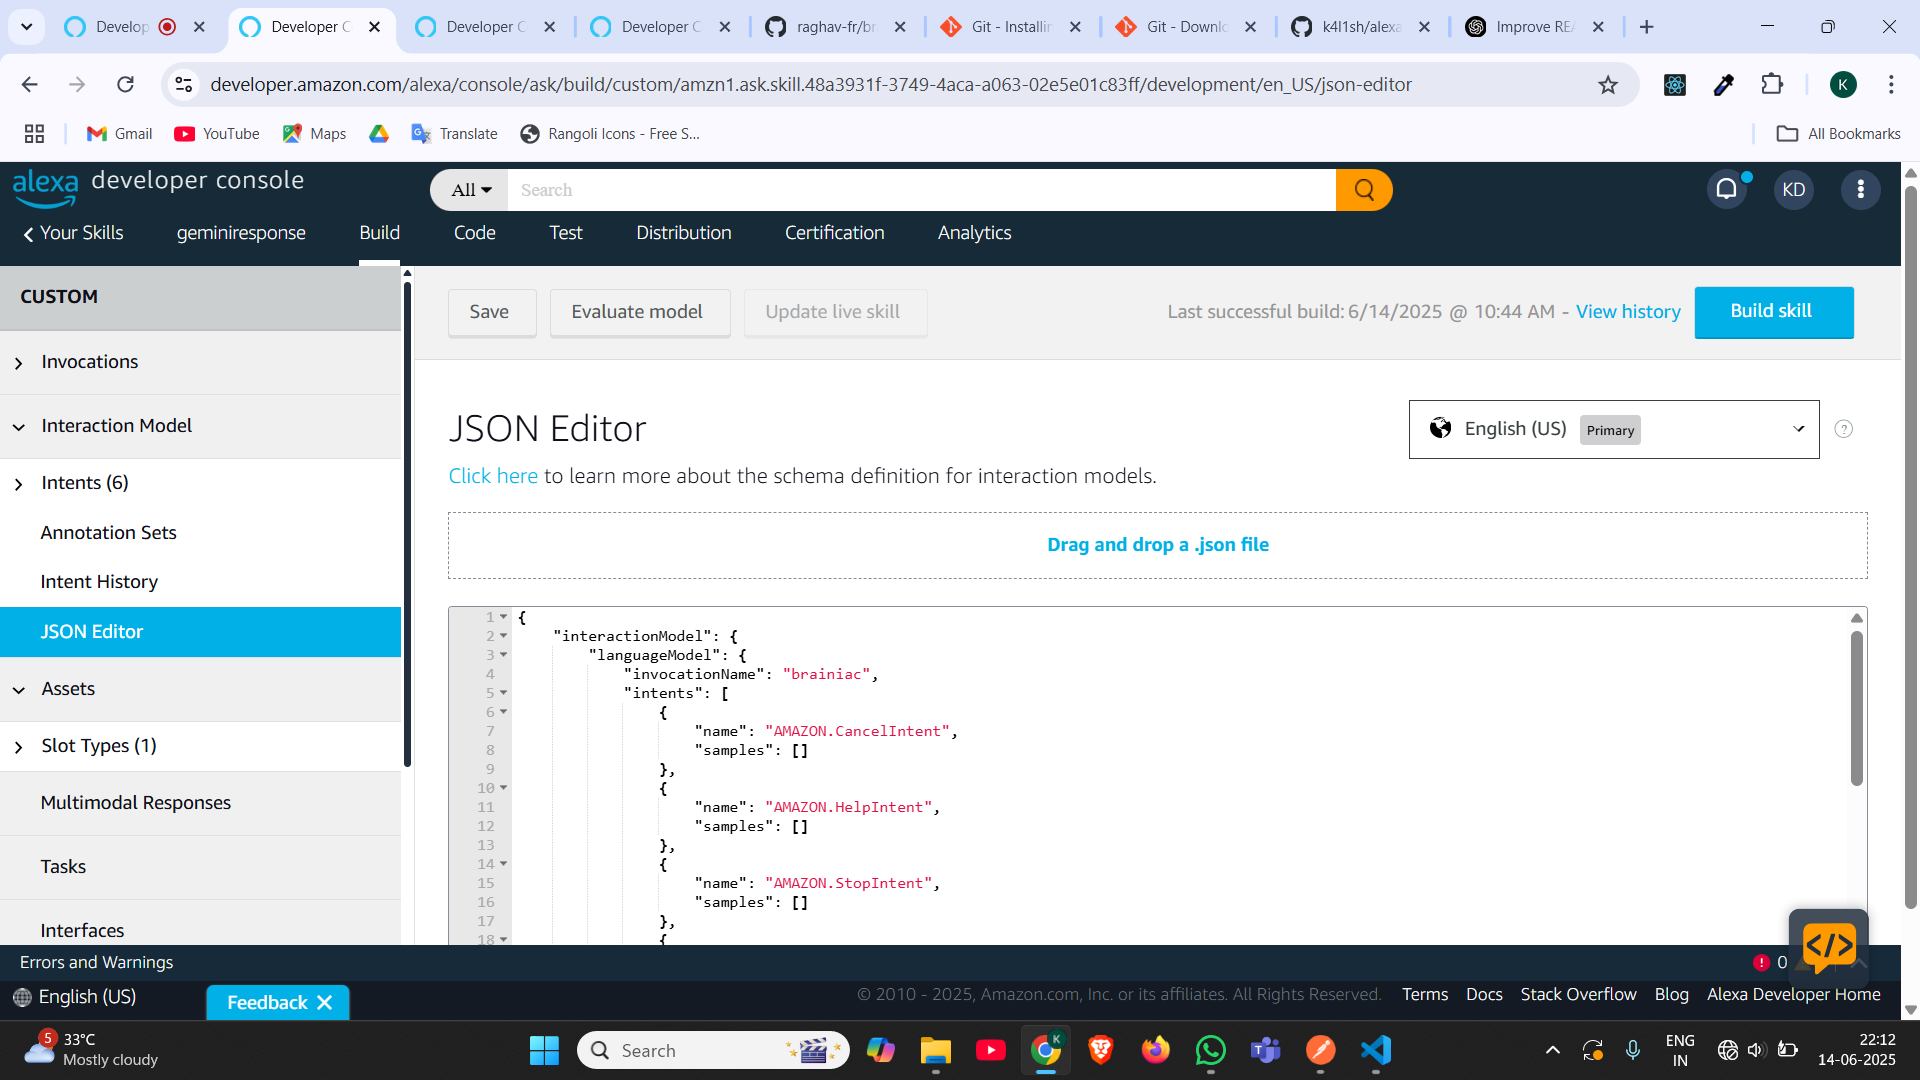 Develop
Developer C
Developer C
Developer C
raghav-fr/br
Git - Installin
Git - Downlo
k4l1sh/alexa
Improve REA
developer.amazon.com/alexa/console/ask/build/custom/amzn1.ask.skill.48a3931f-3749-4aca-a063-02e5e01c83ff/development/en_US/json-editor
K
Gmail
YouTube
Maps
Translate
Rangoli Icons - Free S...
All Bookmarks
alexa developer console
All
Search
KD
Your Skills
geminiresponse
Build
Code
Test
Distribution
Certification
Analytics
CUSTOM
Invocations
Interaction Model
Intents (6)
Annotation Sets
Intent History
JSON Editor
Assets
Slot Types (1)
Multimodal Responses
Tasks
Interfaces
Save
Evaluate model
Update live skill
Last successful build: 6/14/2025 @ 10:44 AM - View history
Build skill
JSON Editor
English (US) Primary
?
Click here to learn more about the schema definition for interaction models.
Drag and drop a .json file
1 {
2 "interactionModel": {
3 "languageModel": {
4 "invocationName": "brainiac",
5 "intents": [
6 {
7 "name": "AMAZON.CancelIntent",
8 "samples": []
9 },
10 {
11 "name": "AMAZON.HelpIntent",
12 "samples": []
13 },
14 {
15 "name": "AMAZON.StopIntent",
16 "samples": []
17 },
18 {
Errors and Warnings
0
English (US)
Feedback
© 2010 - 2025, Amazon.com, Inc. or its affiliates. All Rights Reserved.
Terms
Docs
Stack Overflow
Blog
Alexa Developer Home
5
33°C
Mostly cloudy
Search
K
ENG
IN
22:12
14-06-2025